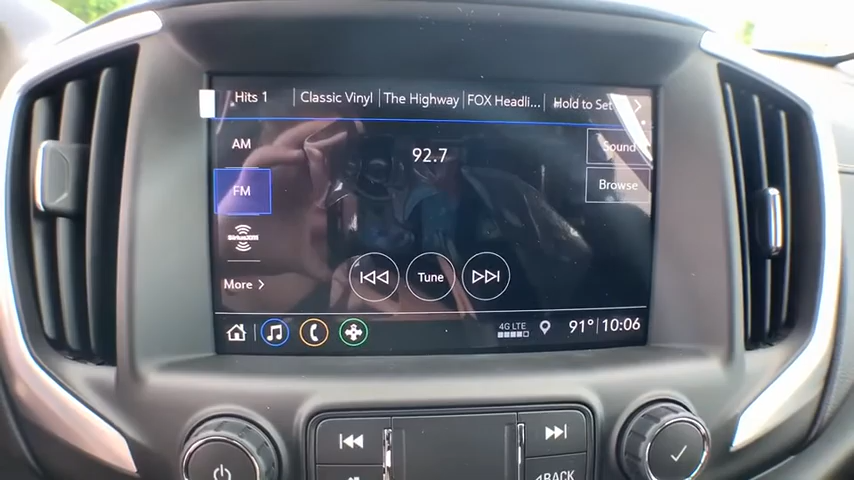 Hits 1 Classic Vinyl The Highway FOX Headli... Hold to Set
AM
92.7
Sound
FM
Browse
SiriusXM
More
Tune
4G LTE
91° 10:06
BACK